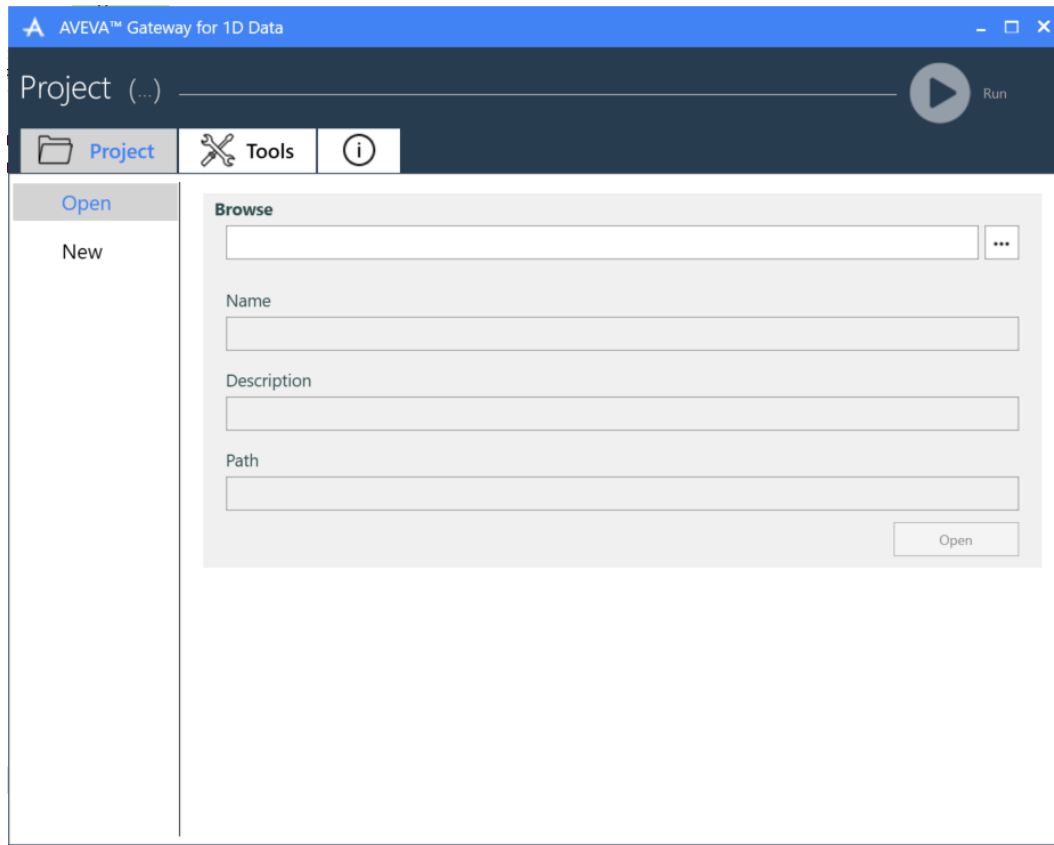 AVEVA™ Gateway for 1D Data
Project (...)
Run
Project
Tools
Open
New
Browse
...
Name
Description
Path
Open